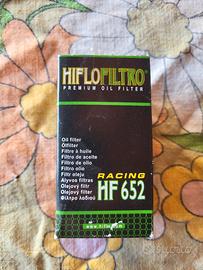 HIFLOFILTRO
PREMIUM OIL FILTER
Oil filter
Ölfilter
Filtre à huile
Filtro de aceite
Filtro de olio
Filtro olio
Filtr oleju
Alyvos filtras
Olejový filtr
Olejový filter
Φίλτρο λαδιού
RACING
HF 652